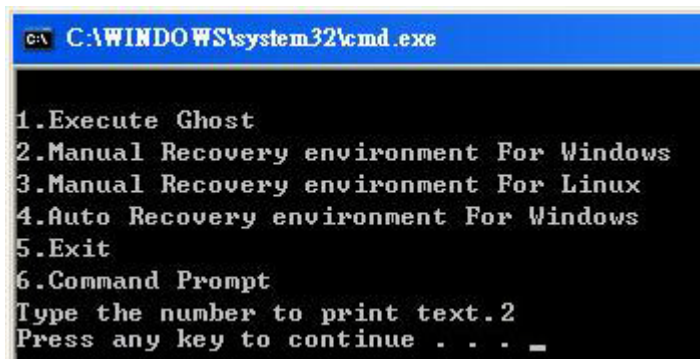 C:\WINDOWS\system32\cmd.exe
1.Execute Ghost
2.Manual Recovery environment For Windows
3.Manual Recovery environment For Linux
4.Auto Recovery environment For Windows
5.Exit
6.Command Prompt
Type the number to print text.2
Press any key to continue . . . _